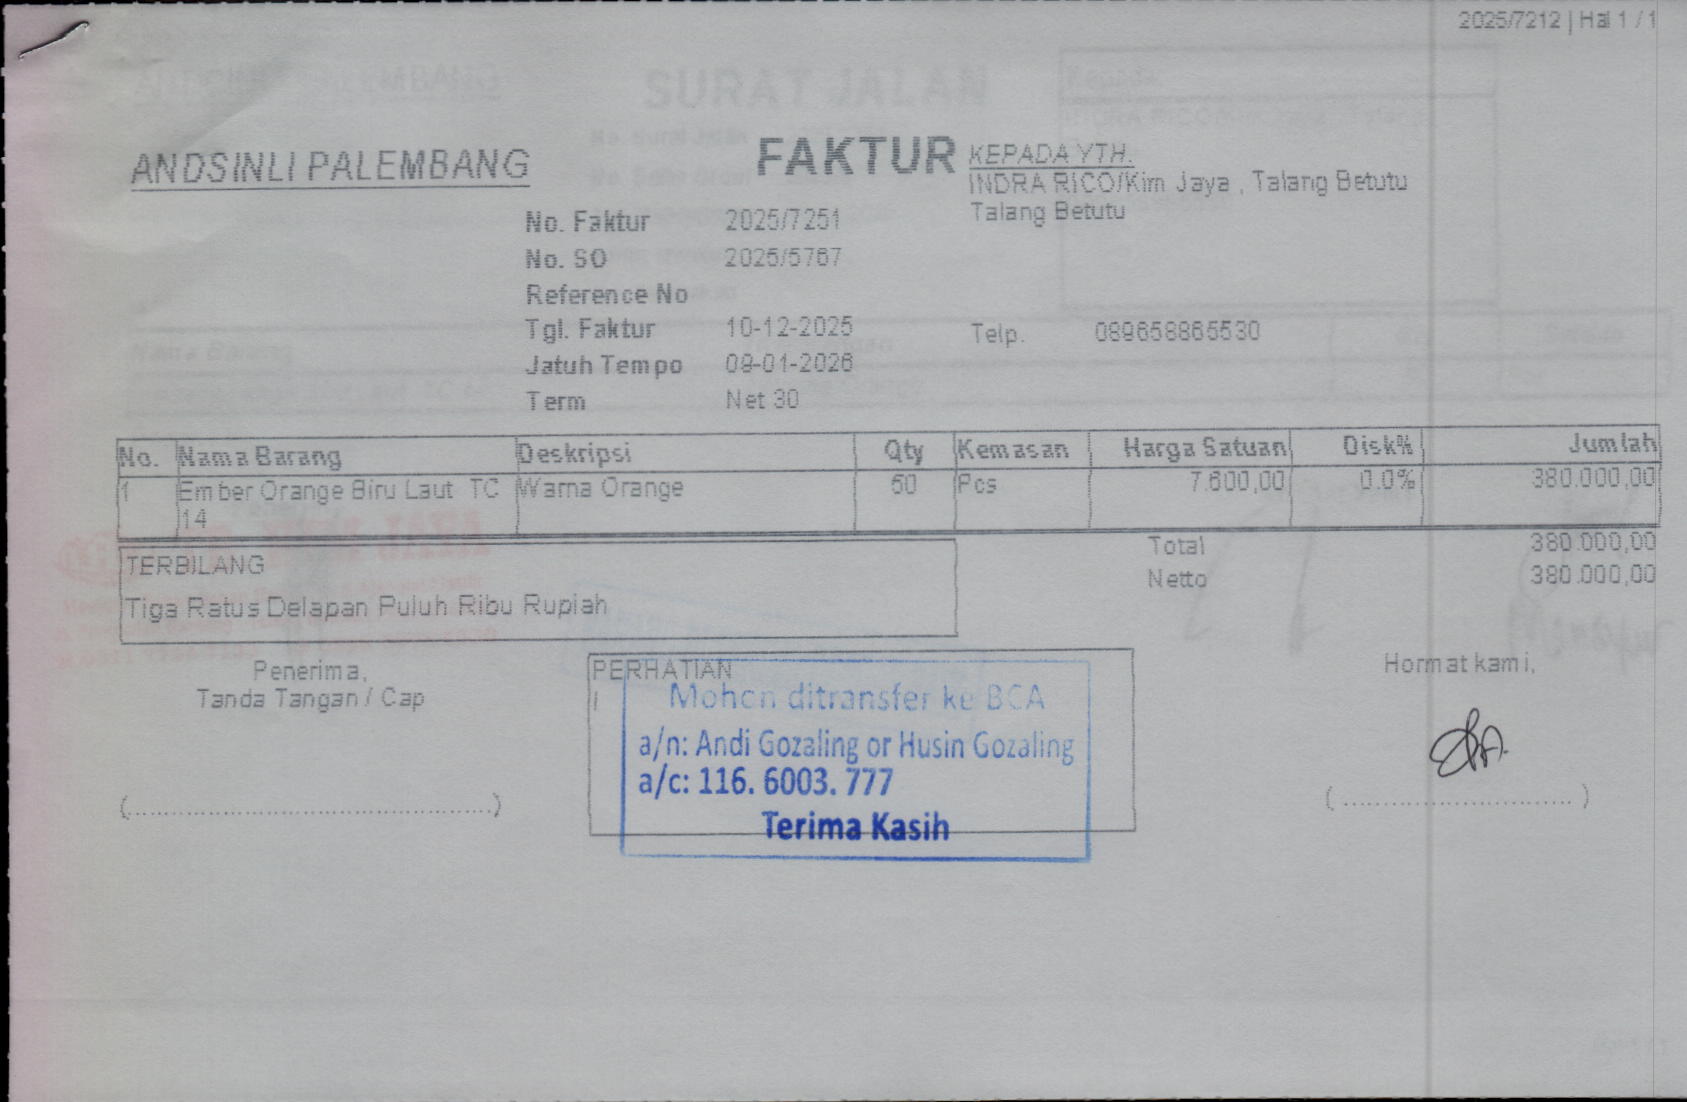 2025/7212 | Hal 1 / 1
ANDSINLI PALEMBANG
FAKTUR
KEPADA YTH.
INDRA RICO/Kim Jaya , Talang Betutu
Talang Betutu
No. Faktur 2025/7251
No. SO 2025/5767
Reference No
Tgl. Faktur 10-12-2025
Telp. 089658865530
Jatuh Tempo 09-01-2026
Term Net 30
No. Nama Barang Deskripsi Qty Kemasan Harga Satuan Disk% Jumlah
1 Ember Orange Biru Laut TC Warna Orange 50 Pcs 7.600,00 0.0% 380.000,00
14
Total 380.000,00
Netto 380.000,00
TERBILANG
Tiga Ratus Delapan Puluh Ribu Rupiah
Penerima,
Tanda Tangan / Cap
PERHATIAN
Mohon ditransfer ke BCA
a/n: Andi Gozaling or Husin Gozaling
a/c: 116. 6003. 777
Terima Kasih
Hormat kami,
(........................................)
( ............................ )
SURAT JALAN